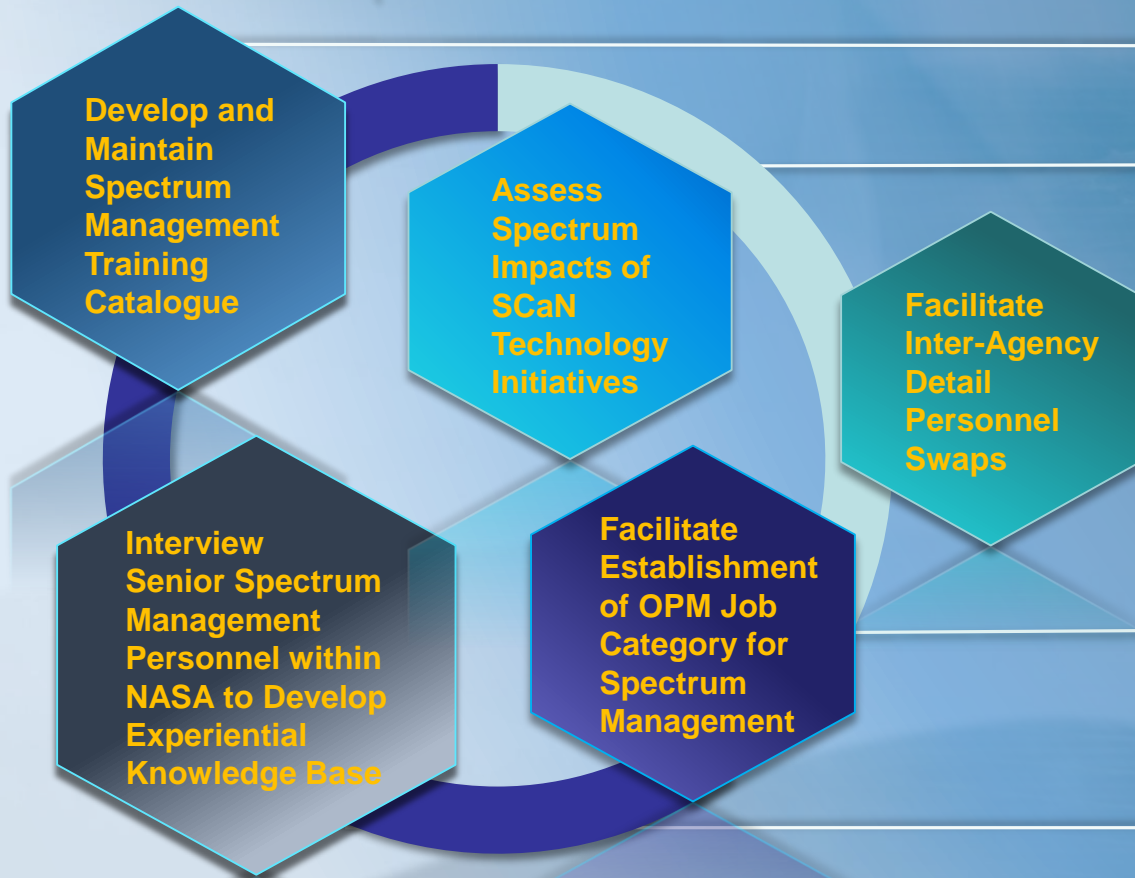 Develop and
Maintain
Spectrum
Management
Training
Catalogue
Assess
Spectrum
Impacts of
SCaN
Technology
Initiatives
Facilitate
Inter-Agency
Detail
Personnel
Swaps
Interview
Senior Spectrum
Management
Personnel within
NASA to Develop
Experiential
Knowledge Base
Facilitate
Establishment
of OPM Job
Category for
Spectrum
Management